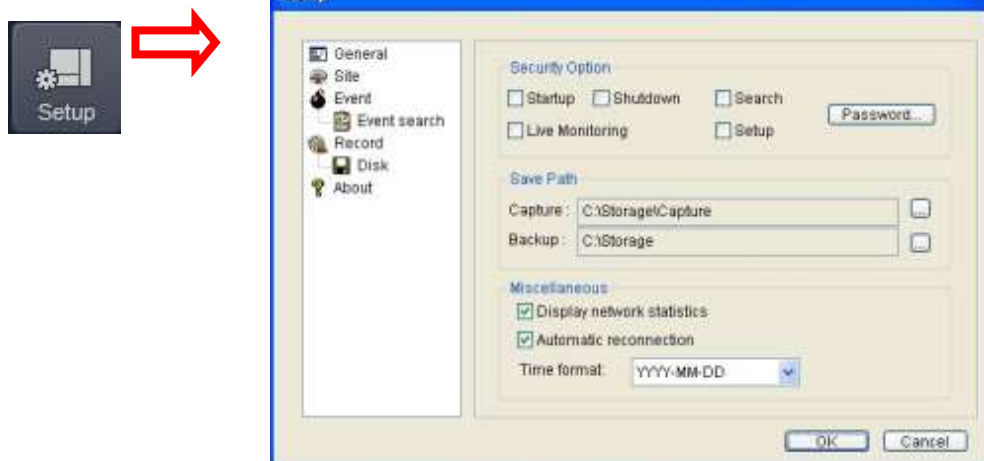 Setup
General
Site
Event
Event search
Record
Disk
About
Security Option
Startup Shutdown Search
Password...
Live Monitoring Setup
Save Path
Capture : C:\Storage\Capture ...
Backup : C:\Storage ...
Miscellaneous
Display network statistics
Automatic reconnection
Time format: YYYY-MM-DD
OK Cancel